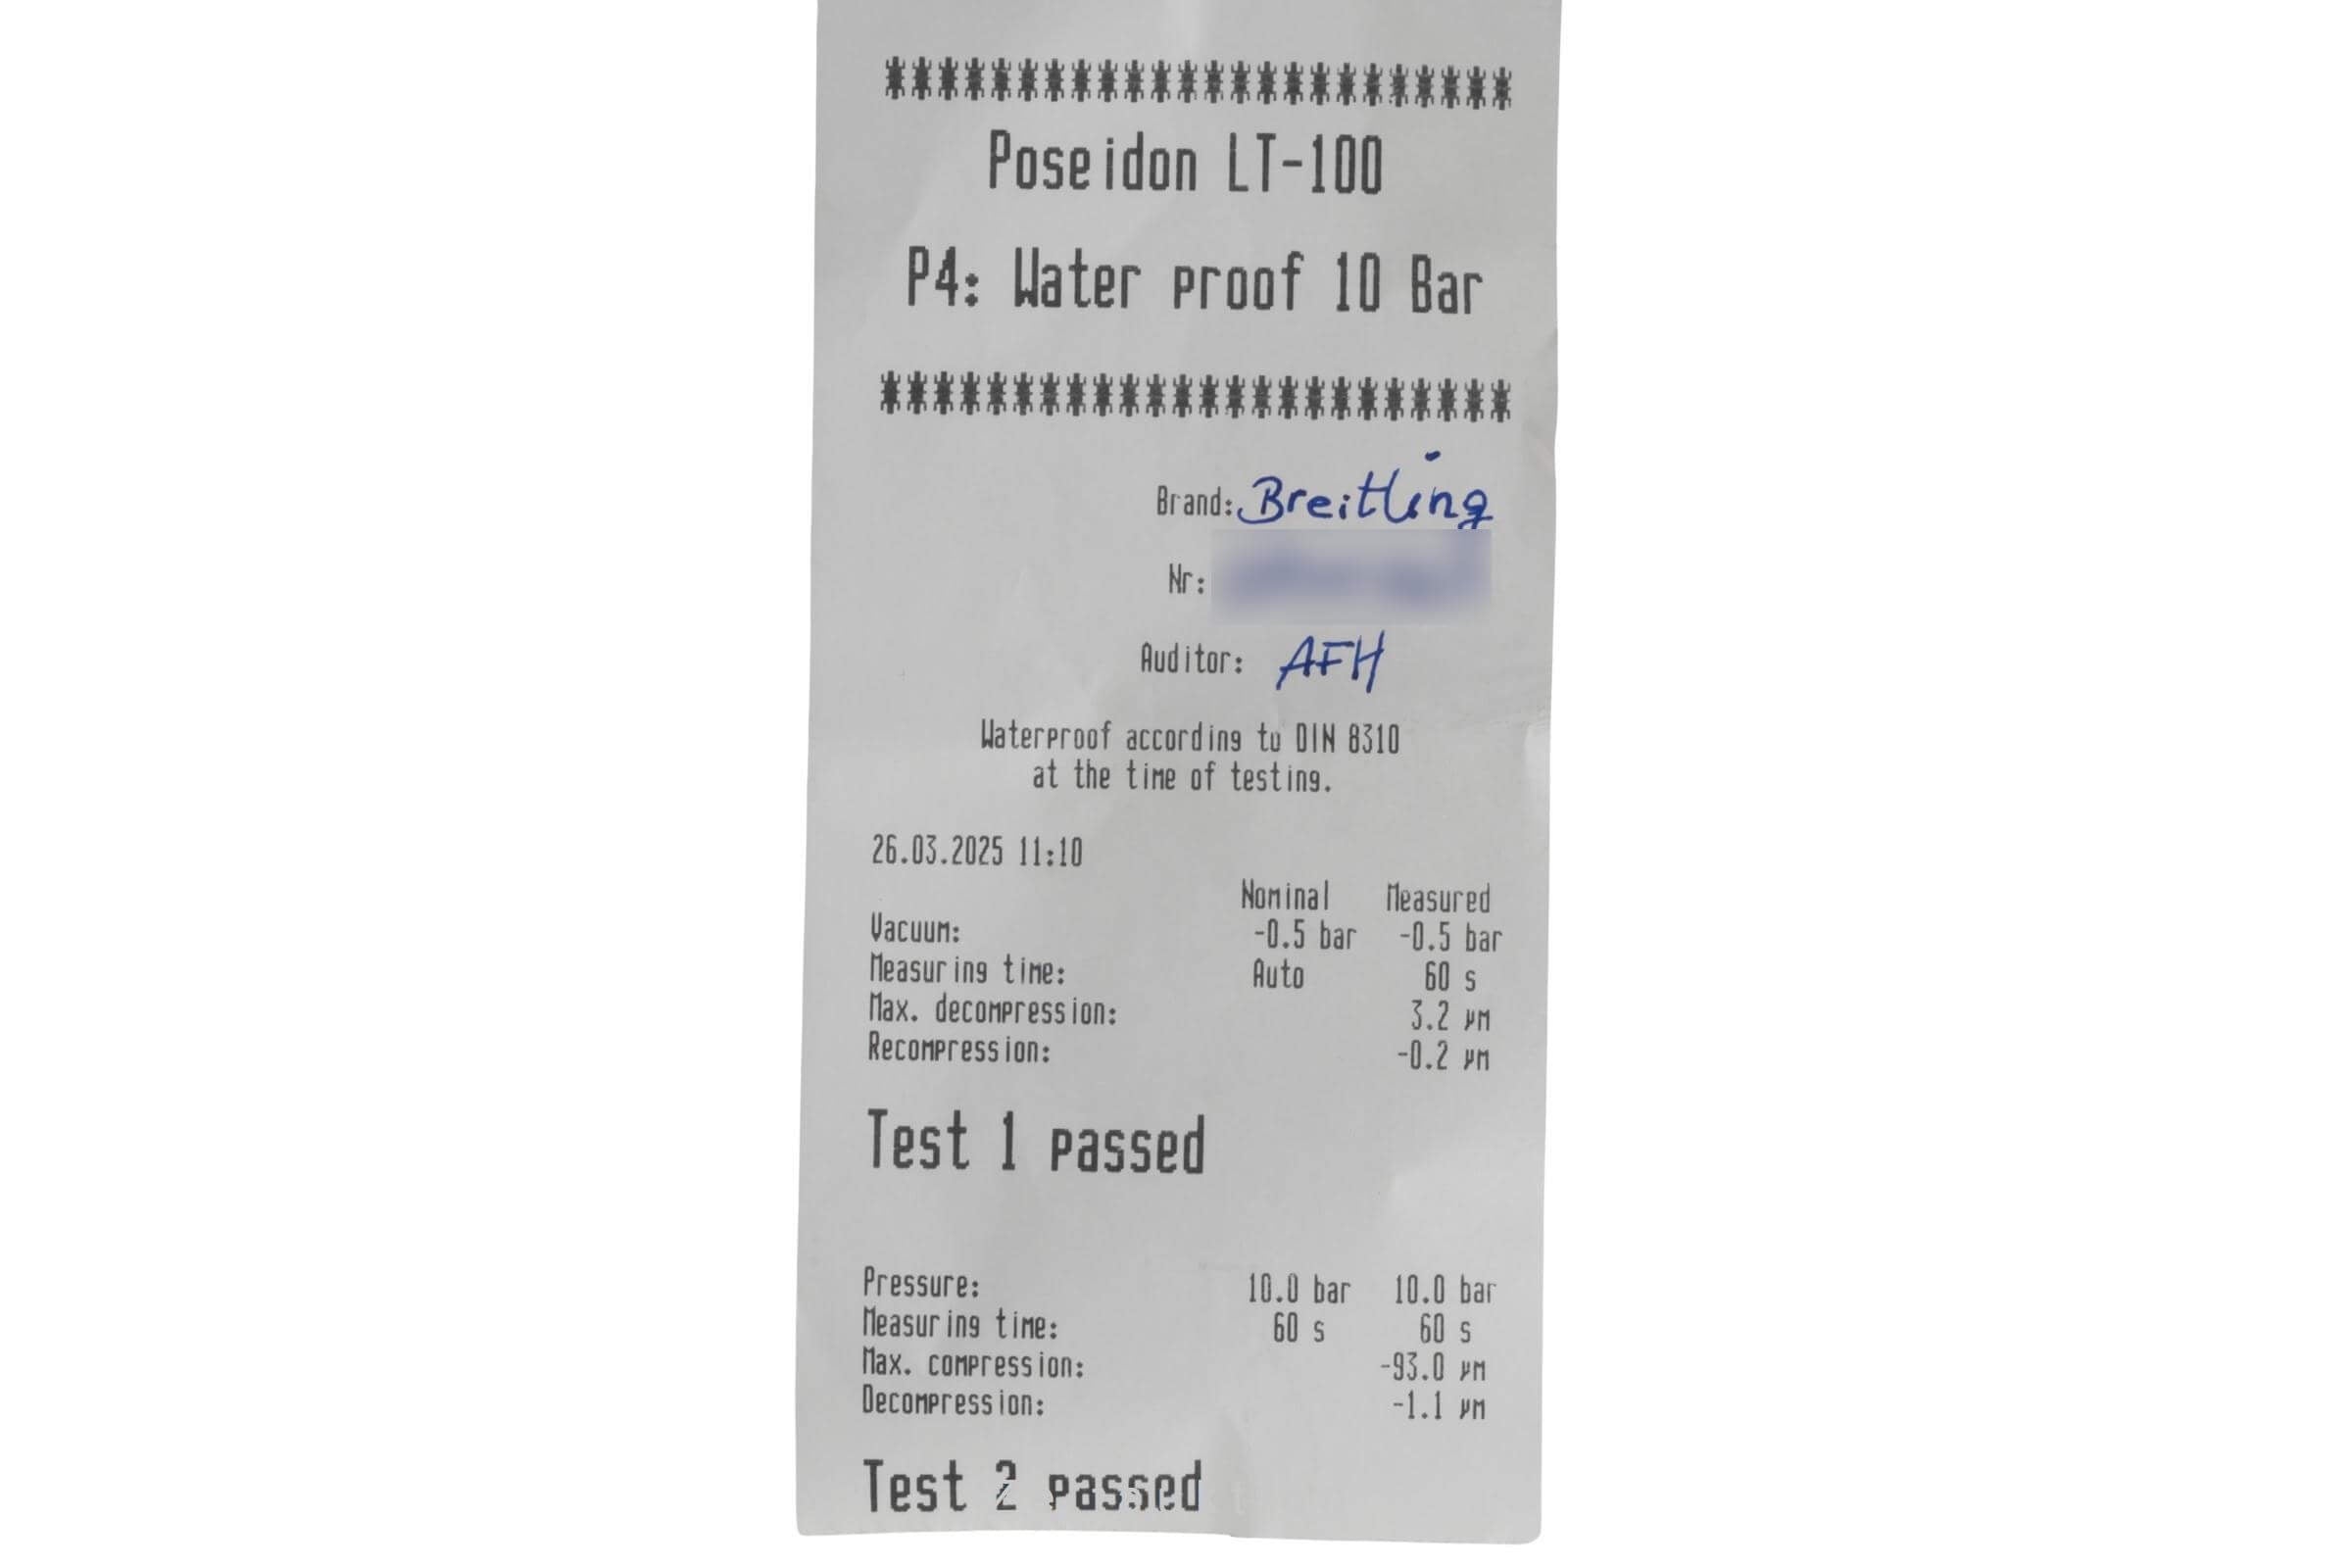 ************************
Poseidon LT-100
P4: Water proof 10 Bar
************************
Brand: Breitling
Nr:
Auditor: AFH
Waterproof according to DIN 8310
at the time of testing.
26.03.2025 11:10
Nominal Measured
Vacuum: -0.5 bar -0.5 bar
Measuring time: Auto 60 s
Max. decompression: 3.2 µm
Recompression: -0.2 µm
Test 1 passed
Pressure: 10.0 bar 10.0 bar
Measuring time: 60 s 60 s
Max. compression: -93.0 µm
Decompression: -1.1 µm
Test 2 passed